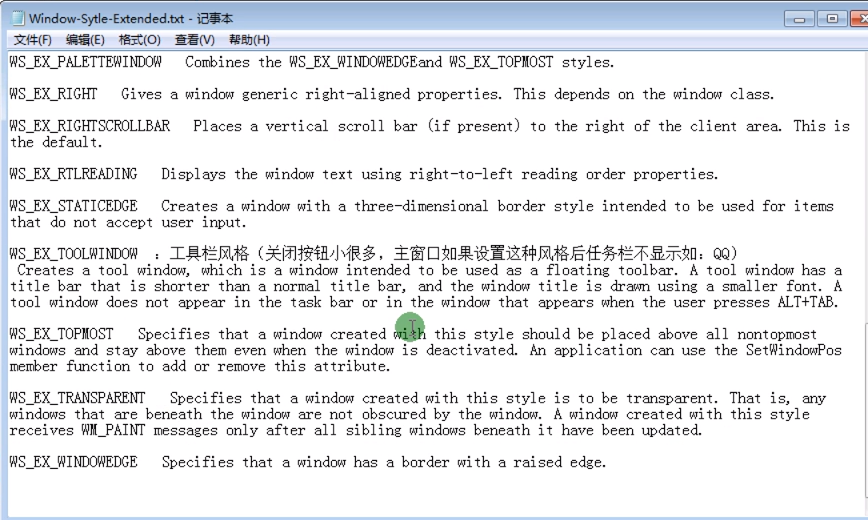 Window-Sytle-Extended.txt - 记事本
文件(F) 编辑(E) 格式(O) 查看(V) 帮助(H)
WS_EX_PALETTEWINDOW Combines the WS_EX_WINDOWEDGEand WS_EX_TOPMOST styles.
WS_EX_RIGHT Gives a window generic right-aligned properties. This depends on the window class.
WS_EX_RIGHTSCROLLBAR Places a vertical scroll bar (if present) to the right of the client area. This is
the default.
WS_EX_RTLREADING Displays the window text using right-to-left reading order properties.
WS_EX_STATICEDGE Creates a window with a three-dimensional border style intended to be used for items
that do not accept user input.
WS_EX_TOOLWINDOW ：工具栏风格（关闭按钮小很多，主窗口如果设置这种风格后任务栏不显示如：QQ）
Creates a tool window, which is a window intended to be used as a floating toolbar. A tool window has a
title bar that is shorter than a normal title bar, and the window title is drawn using a smaller font. A
tool window does not appear in the task bar or in the window that appears when the user presses ALT+TAB.
WS_EX_TOPMOST Specifies that a window created with this style should be placed above all nontopmost
windows and stay above them even when the window is deactivated. An application can use the SetWindowPos
member function to add or remove this attribute.
WS_EX_TRANSPARENT Specifies that a window created with this style is to be transparent. That is, any
windows that are beneath the window are not obscured by the window. A window created with this style
receives WM_PAINT messages only after all sibling windows beneath it have been updated.
WS_EX_WINDOWEDGE Specifies that a window has a border with a raised edge.